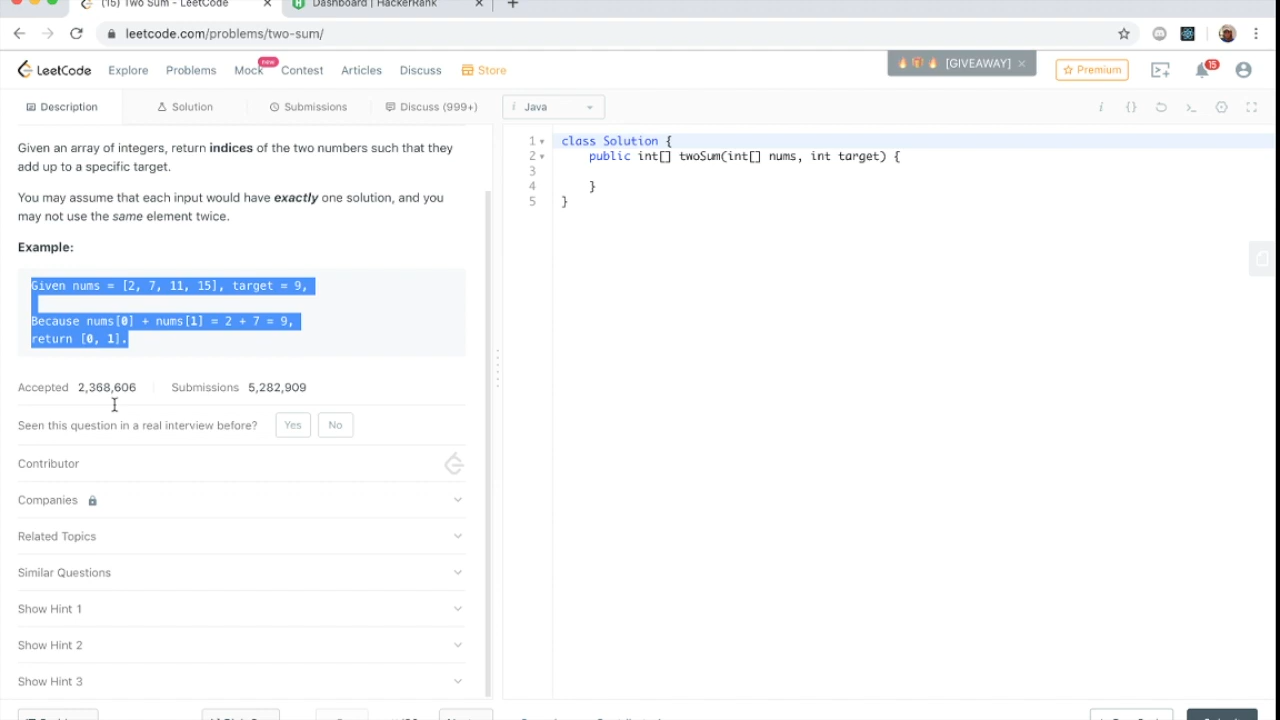 (15) Two Sum - LeetCode
Dashboard | HackerRank
leetcode.com/problems/two-sum/
LeetCode Explore Problems Mock new Contest Articles Discuss Store [GIVEAWAY] × Premium 15
Description Solution Submissions Discuss (999+) i Java
Given an array of integers, return indices of the two numbers such that they
add up to a specific target.
You may assume that each input would have exactly one solution, and you
may not use the same element twice.
Example:
Given nums = [2, 7, 11, 15], target = 9,
Because nums[0] + nums[1] = 2 + 7 = 9,
return [0, 1].
Accepted 2,368,606 Submissions 5,282,909
Seen this question in a real interview before? Yes No
Contributor
Companies
Related Topics
Similar Questions
Show Hint 1
Show Hint 2
Show Hint 3
1 class Solution {
2 public int[] twoSum(int[] nums, int target) {
3
4 }
5 }